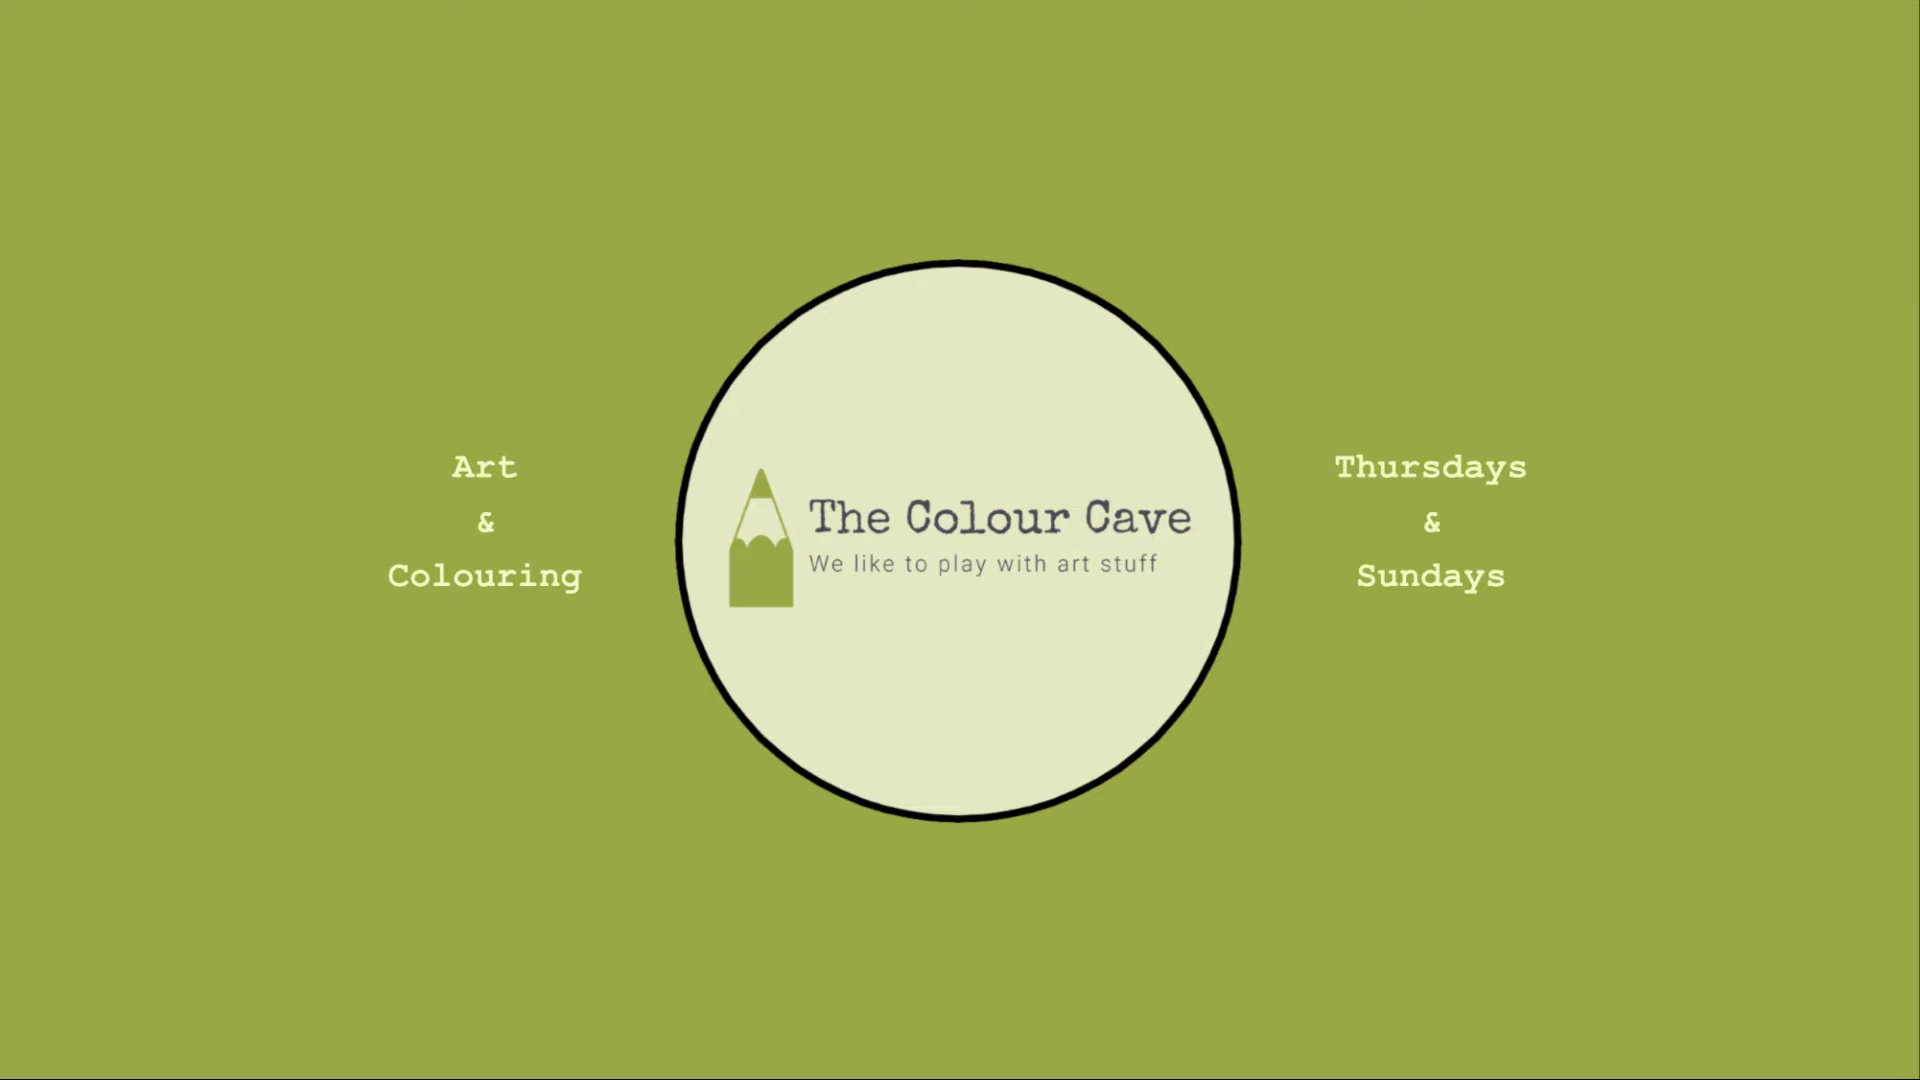 Art
&
Colouring
The Colour Cave
We like to play with art stuff
Thursdays
&
Sundays